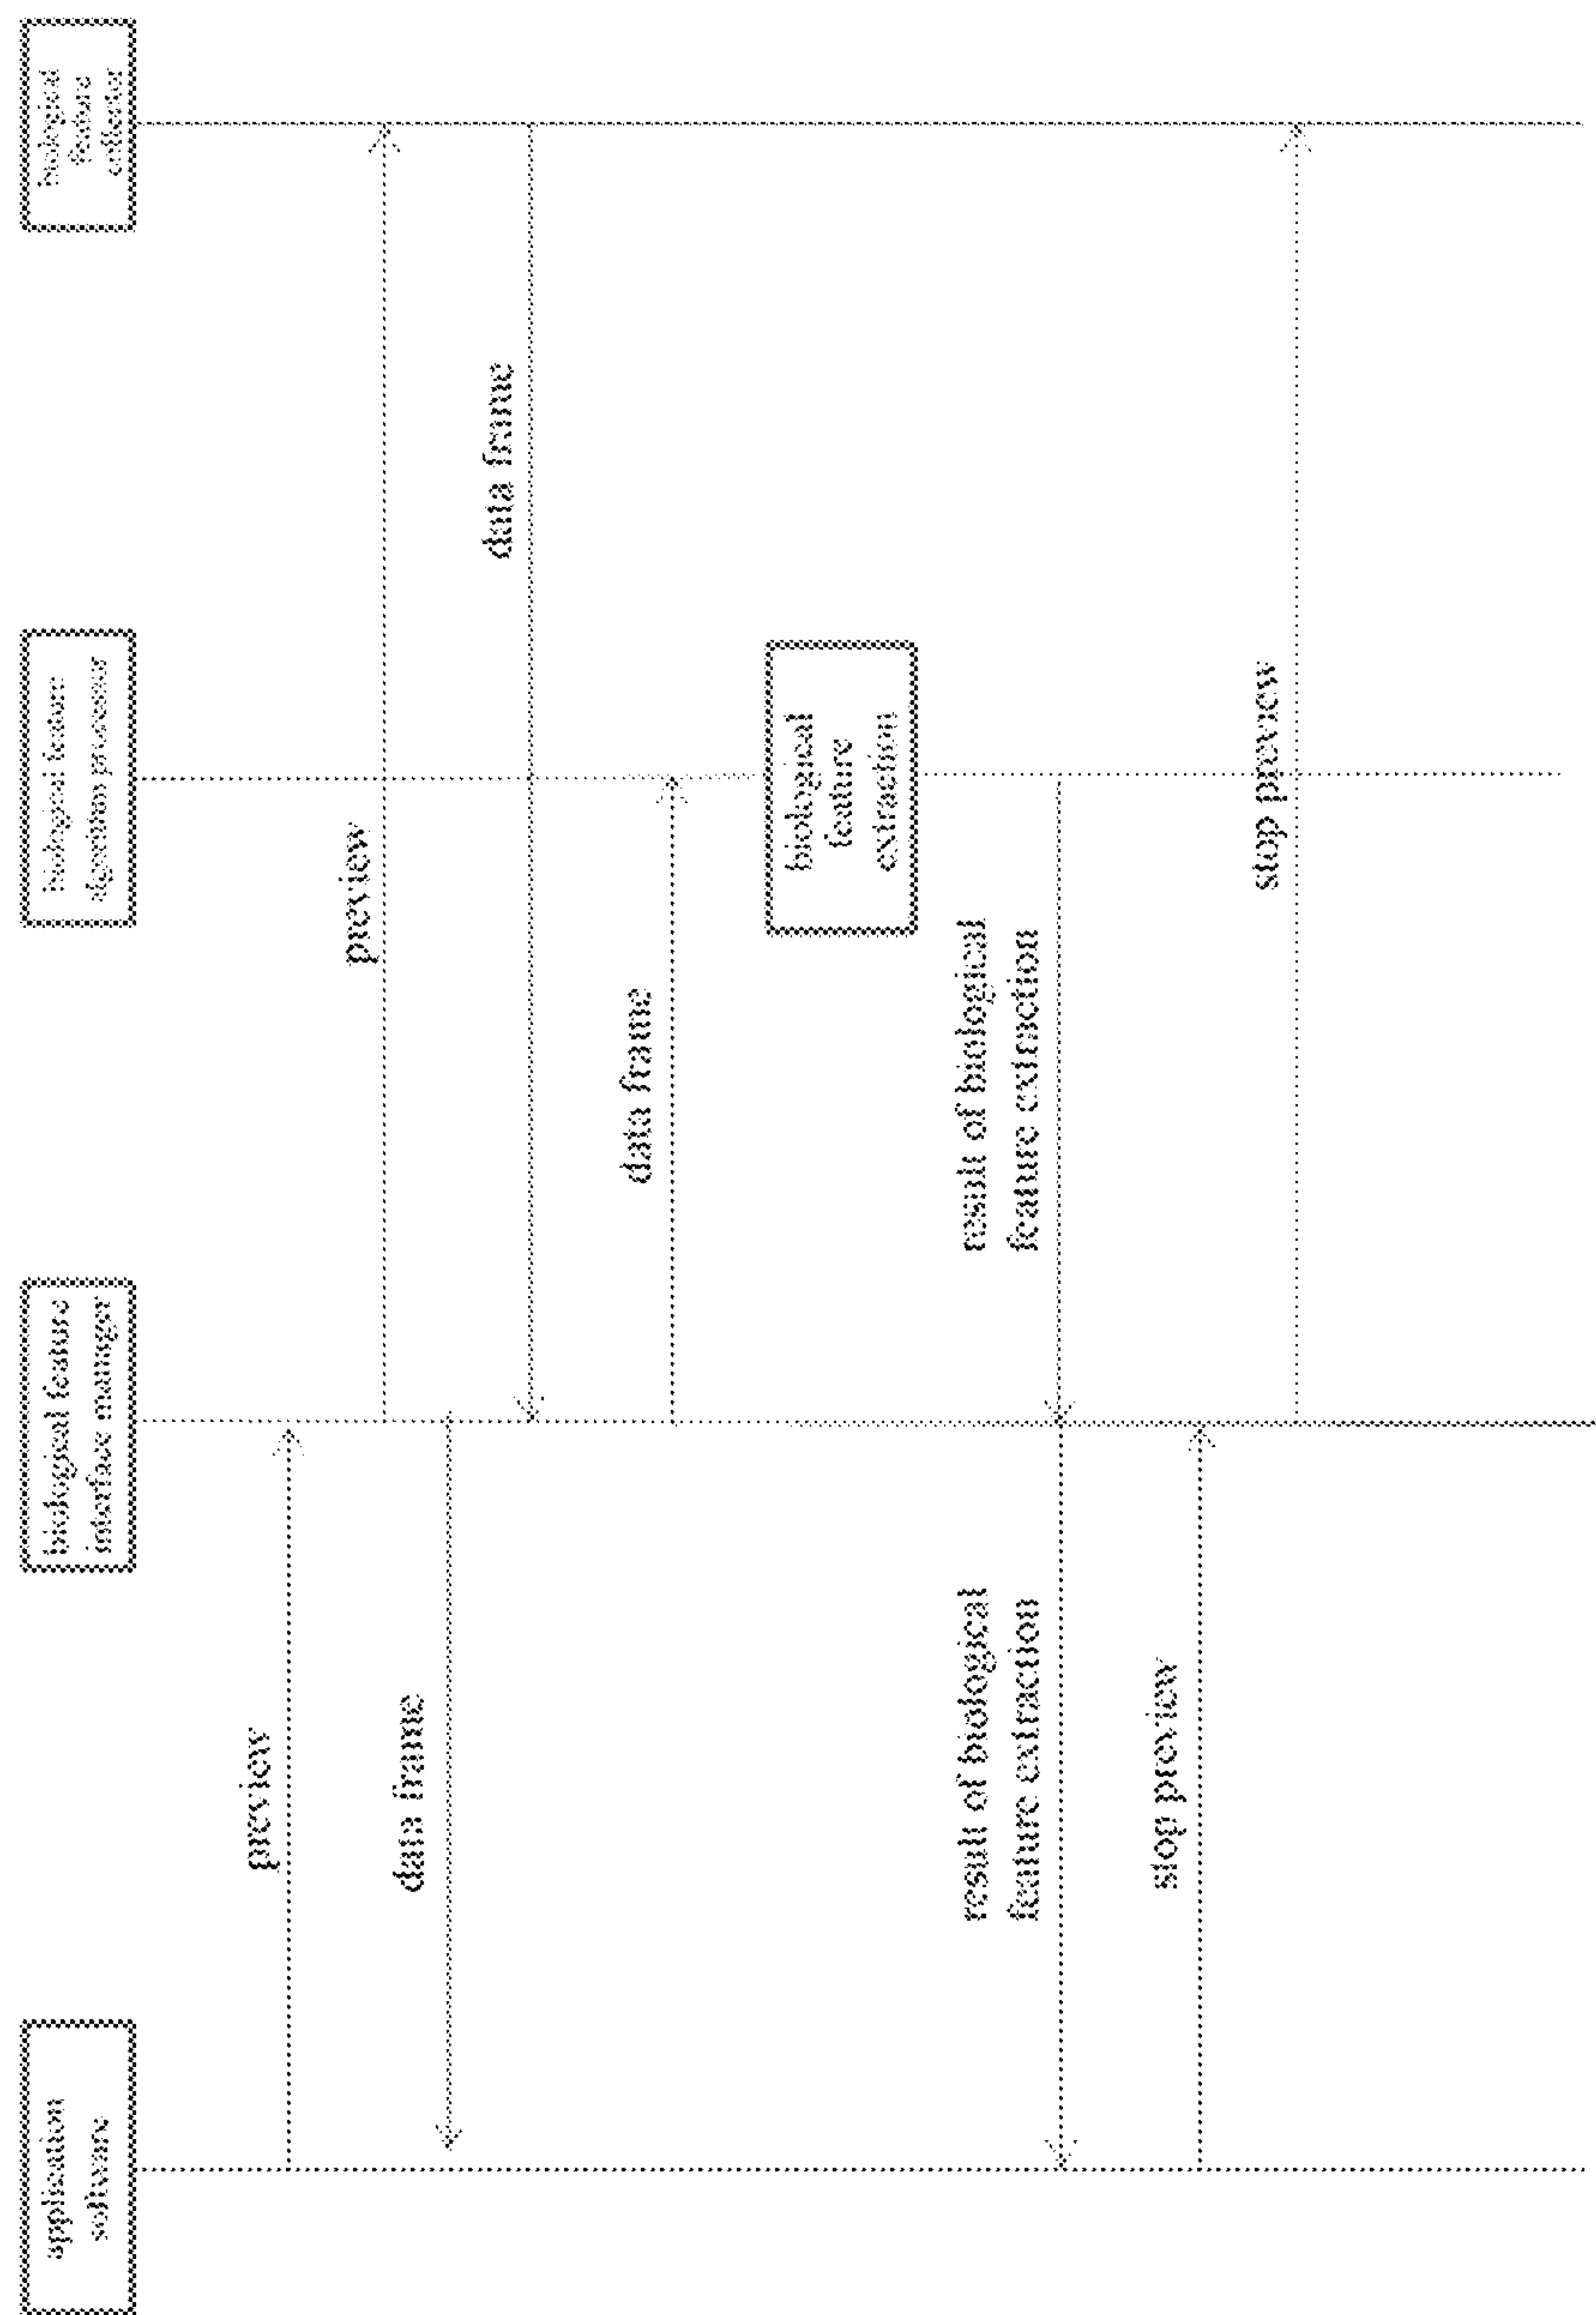 application
software
biological feature
interface manager
biological feature
algorithm processor
biological
feature
collector
preview
preview
data frame
data frame
data frame
biological
feature
extraction
result of biological
feature extraction
result of biological
feature extraction
stop preview
stop preview